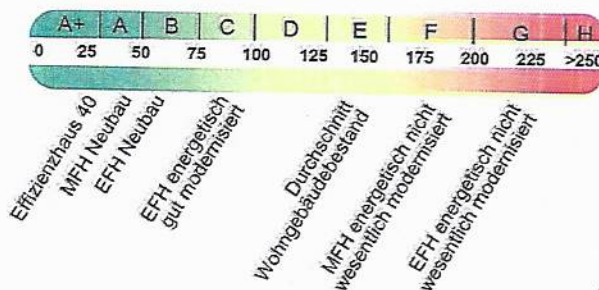 A+ A B C D E F G H
0 25 50 75 100 125 150 175 200 225 >250
Effizienzhaus 40
MFH Neubau
EFH Neubau
EFH energetisch
gut modernisiert
Durchschnitt
Wohngebäudebestand
MFH energetisch nicht
wesentlich modernisiert
EFH energetisch nicht
wesentlich modernisiert